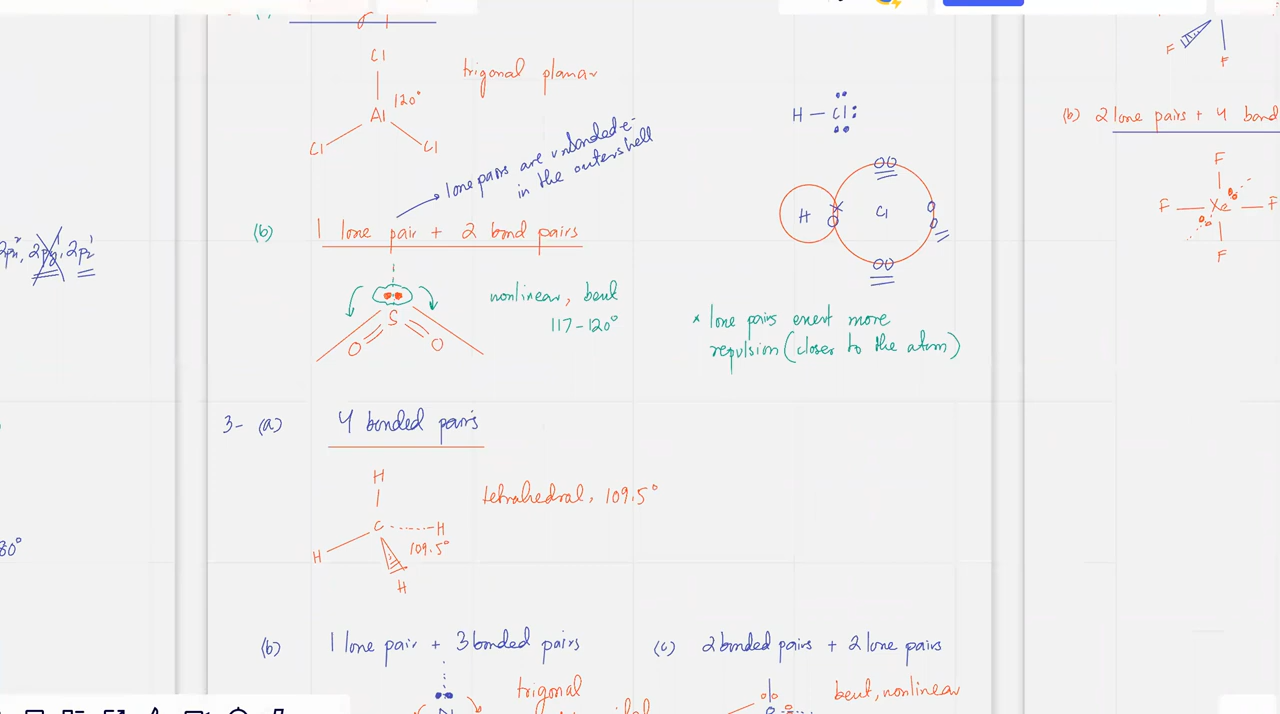 Cl
Al
120°
Cl
Cl
trigonal planar
lone pairs are unbonded e-
in the outershell
(b) 1 lone pair + 2 bond pairs
S
O
O
nonlinear, bent
117-120°
H - Cl:
H
Cl
* lone pairs exert more
repulsion (closer to the atom)
3- (a) 4 bonded pairs
H
C
H
H
109.5°
H
tetrahedral, 109.5°
(b) 1 lone pair + 3 bonded pairs
trigonal
(c) 2 bonded pairs + 2 lone pairs
bent, nonlinear
F
F
(b) 2 lone pairs + 4 bond
F
F - Xe - F
F